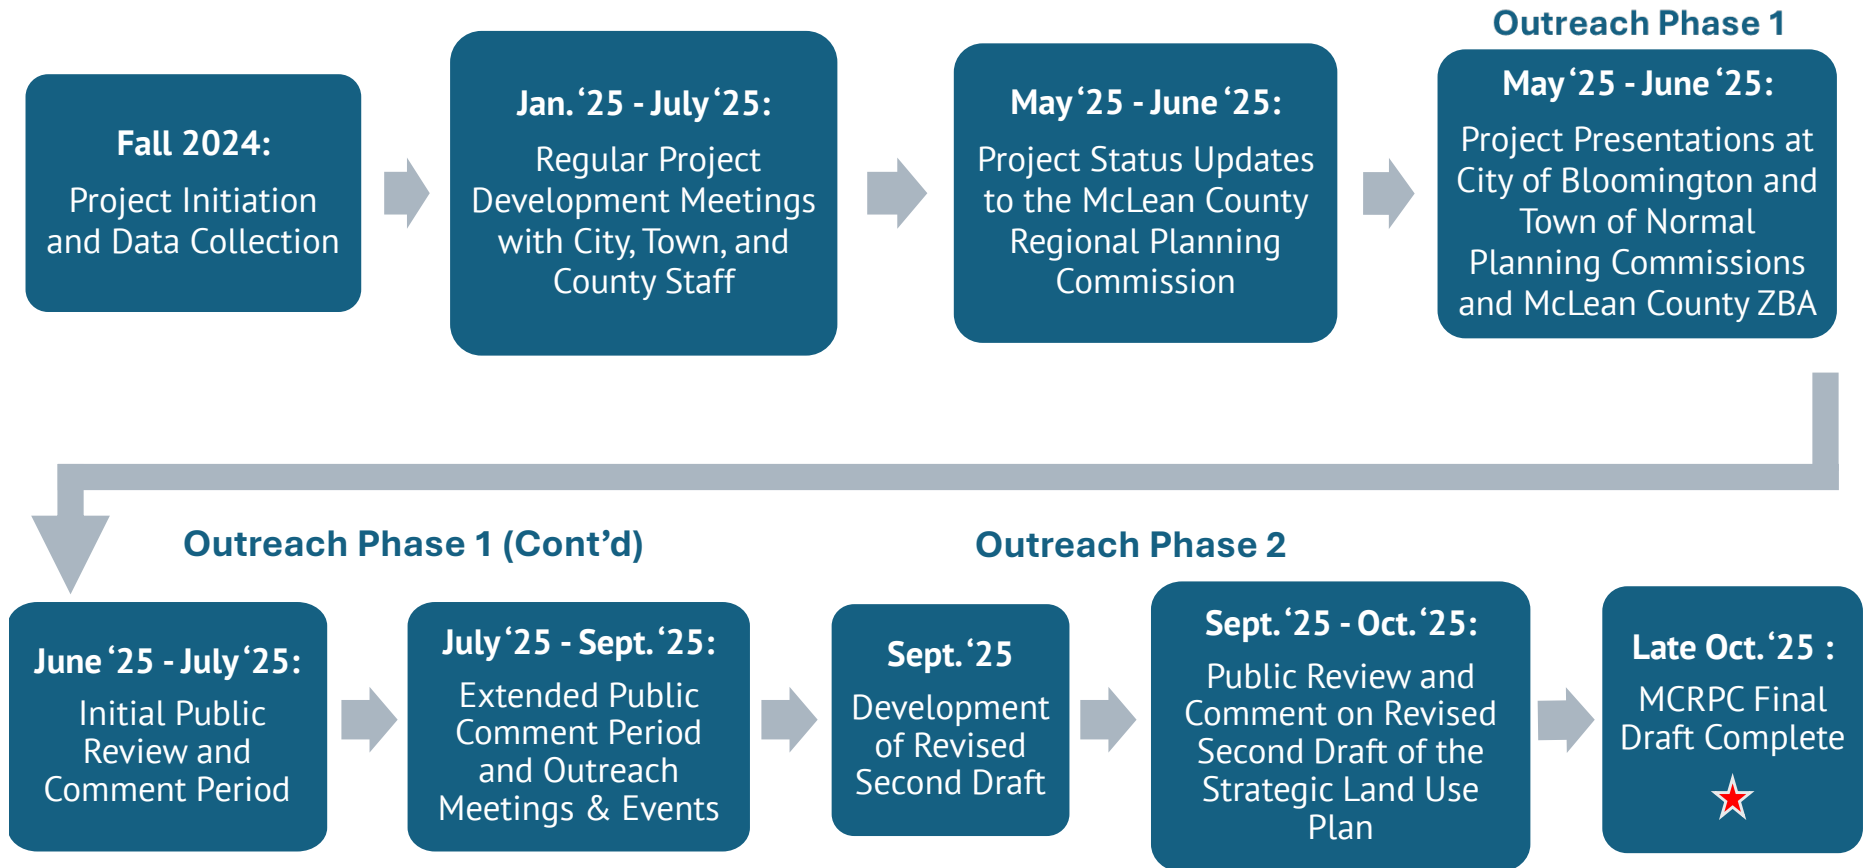 Fall 2024:
Project Initiation
and Data Collection
Jan. ‘25 - July ‘25:
Regular Project
Development Meetings
with City, Town, and
County Staff
May ‘25 - June ‘25:
Project Status Updates
to the McLean County
Regional Planning
Commission
Outreach Phase 1
May ‘25 - June ‘25:
Project Presentations at
City of Bloomington and
Town of Normal
Planning Commissions
and McLean County ZBA
Outreach Phase 1 (Cont’d)
June ‘25 - July ‘25:
Initial Public
Review and
Comment Period
July ‘25 - Sept. ‘25:
Extended Public
Comment Period
and Outreach
Meetings & Events
Outreach Phase 2
Sept. ‘25
Development
of Revised
Second Draft
Sept. ‘25 - Oct. ‘25:
Public Review and
Comment on Revised
Second Draft of the
Strategic Land Use
Plan
Late Oct. ‘25 :
MCRPC Final
Draft Complete